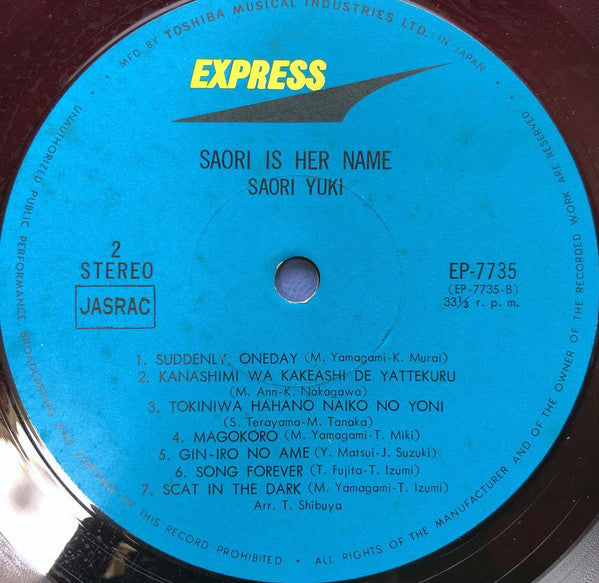 MFD. BY TOSHIBA MUSICAL INDUSTRIES LTD. IN JAPAN
EXPRESS
SAORI IS HER NAME
SAORI YUKI
2
STEREO
JASRAC
EP-7735
(EP-7735-B)
33⅓ r. p. m.
1. SUDDENLY, ONEDAY (M. Yamagami-K. Murai)
2. KANASHIMI WA KAKEASHI DE YATTEKURU
(M. Ann-K. Nakagawa)
3. TOKINIWA HAHANO NAIKO NO YONI
(S. Terayama-M. Tanaka)
4. MAGOKORO (M. Yamagami-T. Miki)
5. GIN-IRO NO AME (Y. Matsui-J. Suzuki)
6. SONG FOREVER (T. Fujita-T. Izumi)
7. SCAT IN THE DARK (M. Yamagami-T. Izumi)
Arr. T. Shibuya
UNAUTHORIZED PUBLIC PERFORMANCE BROADCASTING AND COPYING OF THIS RECORD PROHIBITED • ALL RIGHTS OF THE MANUFACTURER AND OF THE OWNER OF THE RECORDED WORK ARE RESERVED